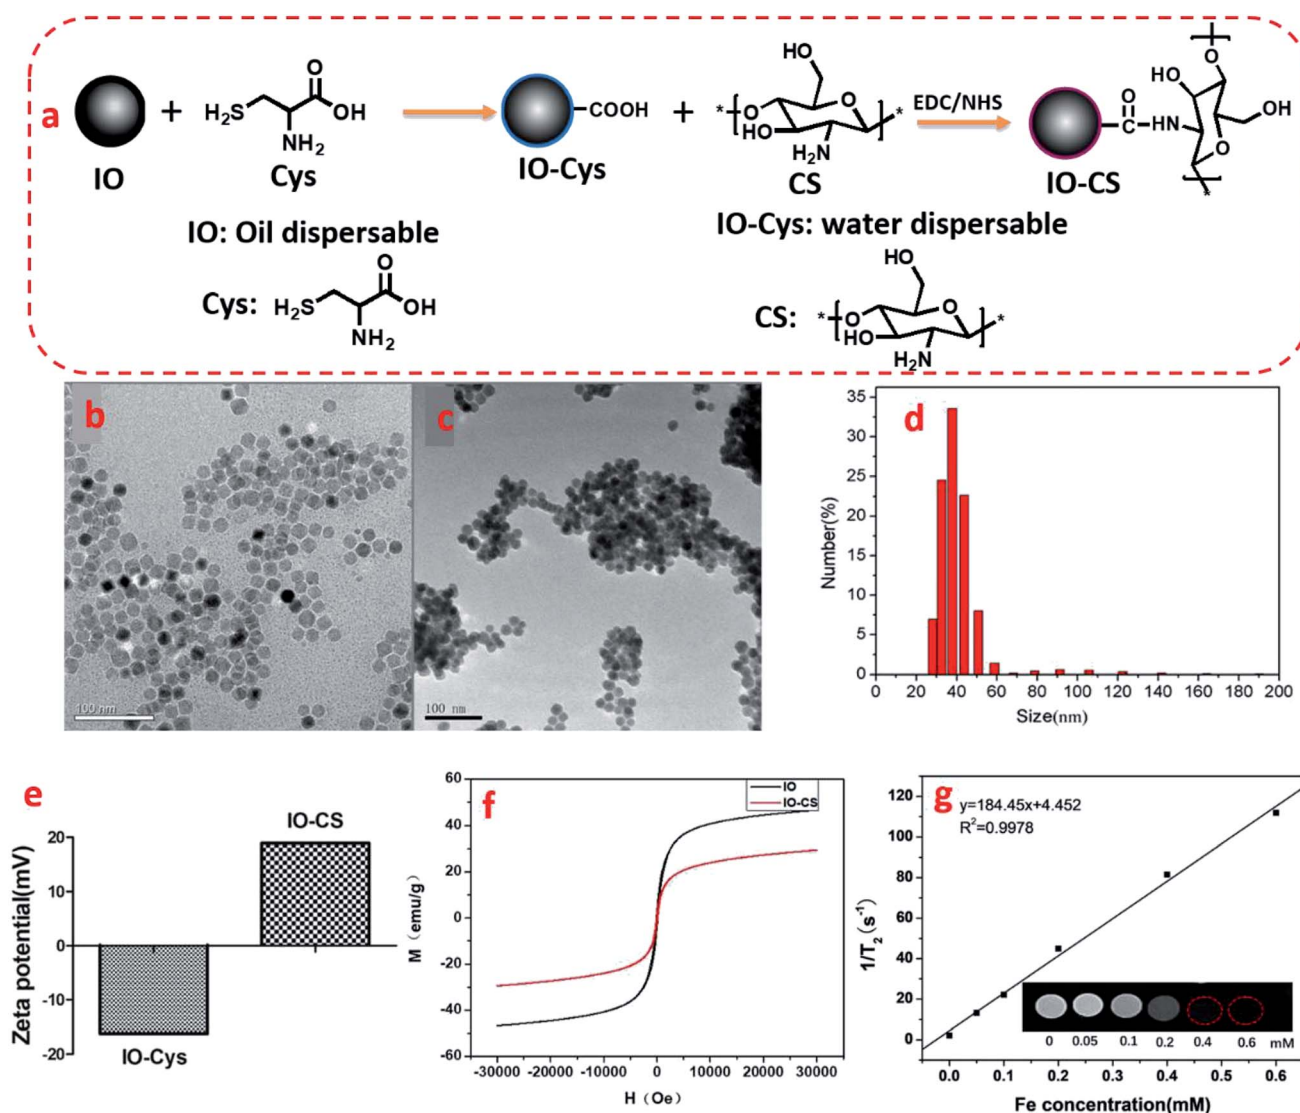 a
IO
+
H₂S
O
OH
NH₂
Cys
COOH
IO-Cys
+
HO
*
O
O
HO
H₂N
*
CS
EDC/NHS
O
C
HN
HO
O
OH
O
*
IO-CS
IO: Oil dispersable
IO-Cys: water dispersable
Cys:
H₂S
O
OH
NH₂
CS:
HO
*
O
O
HO
H₂N
*
b
100 nm
c
100 nm
d
Number(%)
35
30
25
20
15
10
5
0
0 20 40 60 80 100 120 140 160 180 200
Size(nm)
e
Zeta potential(mV)
20
10
0
-10
-20
IO-CS
IO-Cys
f
M (emu/g)
60
40
20
0
-20
-40
-60
IO
IO-CS
-30000 -20000 -10000 0 10000 20000 30000
H (Oe)
g
y=184.45x+4.452
R²=0.9978
1/T₂ (s⁻¹)
120
100
80
60
40
20
0
0 0.05 0.1 0.2 0.4 0.6 mM
0.0 0.1 0.2 0.3 0.4 0.5 0.6
Fe concentration(mM)